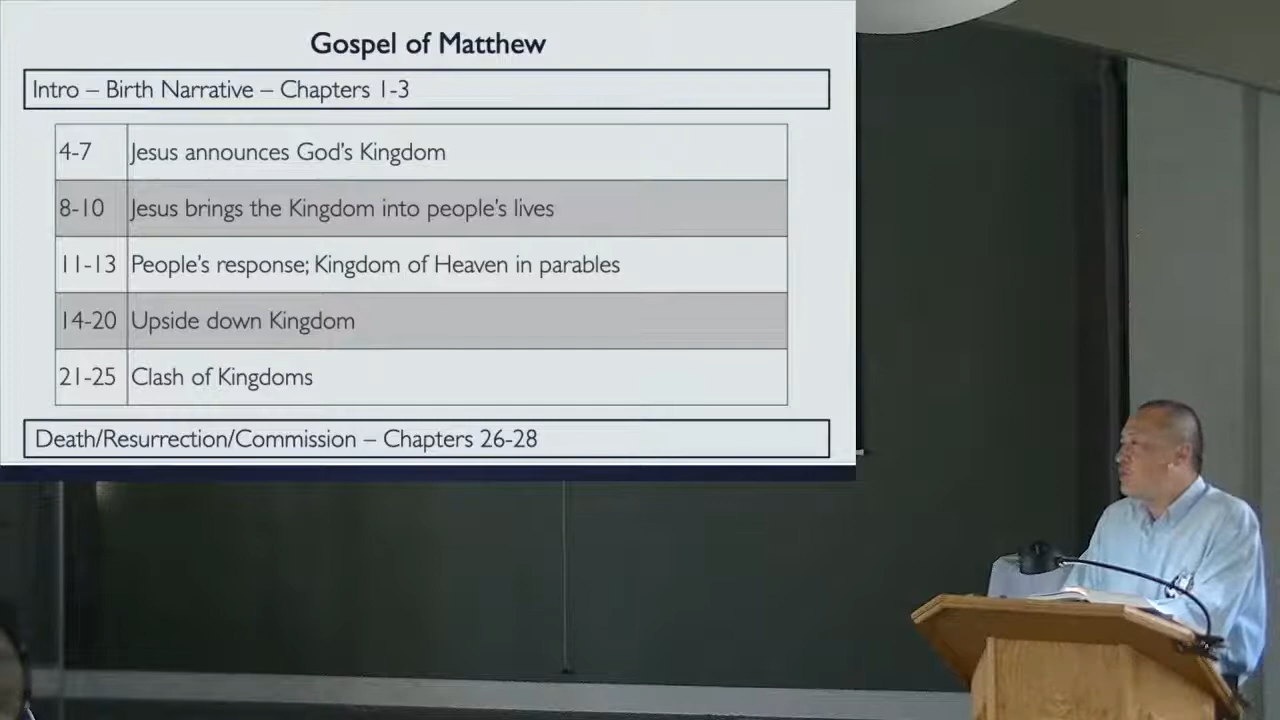 Gospel of Matthew
Intro – Birth Narrative – Chapters 1-3
4-7 Jesus announces God's Kingdom
8-10 Jesus brings the Kingdom into people's lives
11-13 People's response; Kingdom of Heaven in parables
14-20 Upside down Kingdom
21-25 Clash of Kingdoms
Death/Resurrection/Commission – Chapters 26-28